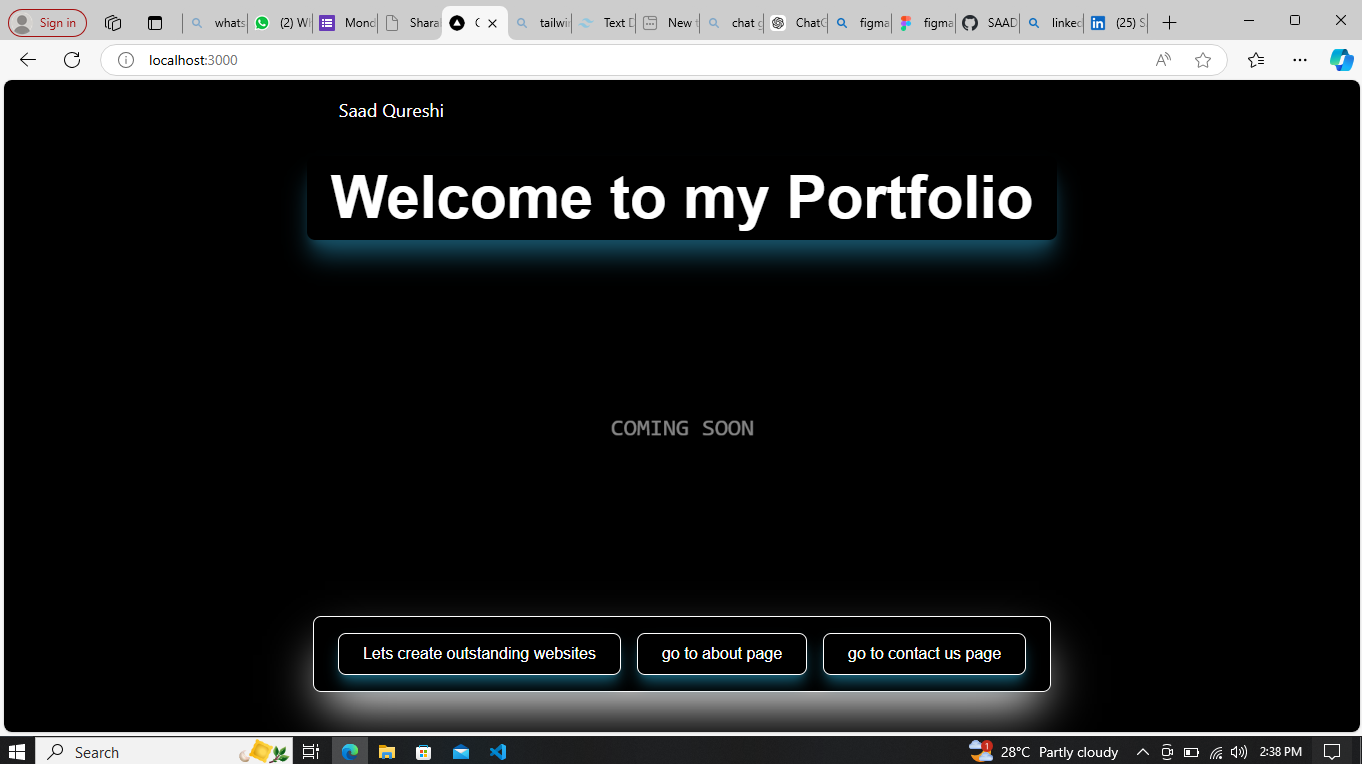 Sign in
whats
(2) W
Mond
Shara
tailwi
Text D
New t
chat g
ChatG
figma
figma
SAAD
linked
(25) S
localhost:3000
Saad Qureshi
Welcome to my Portfolio
COMING SOON
Lets create outstanding websites
go to about page
go to contact us page
Search
1
28°C Partly cloudy
2:38 PM